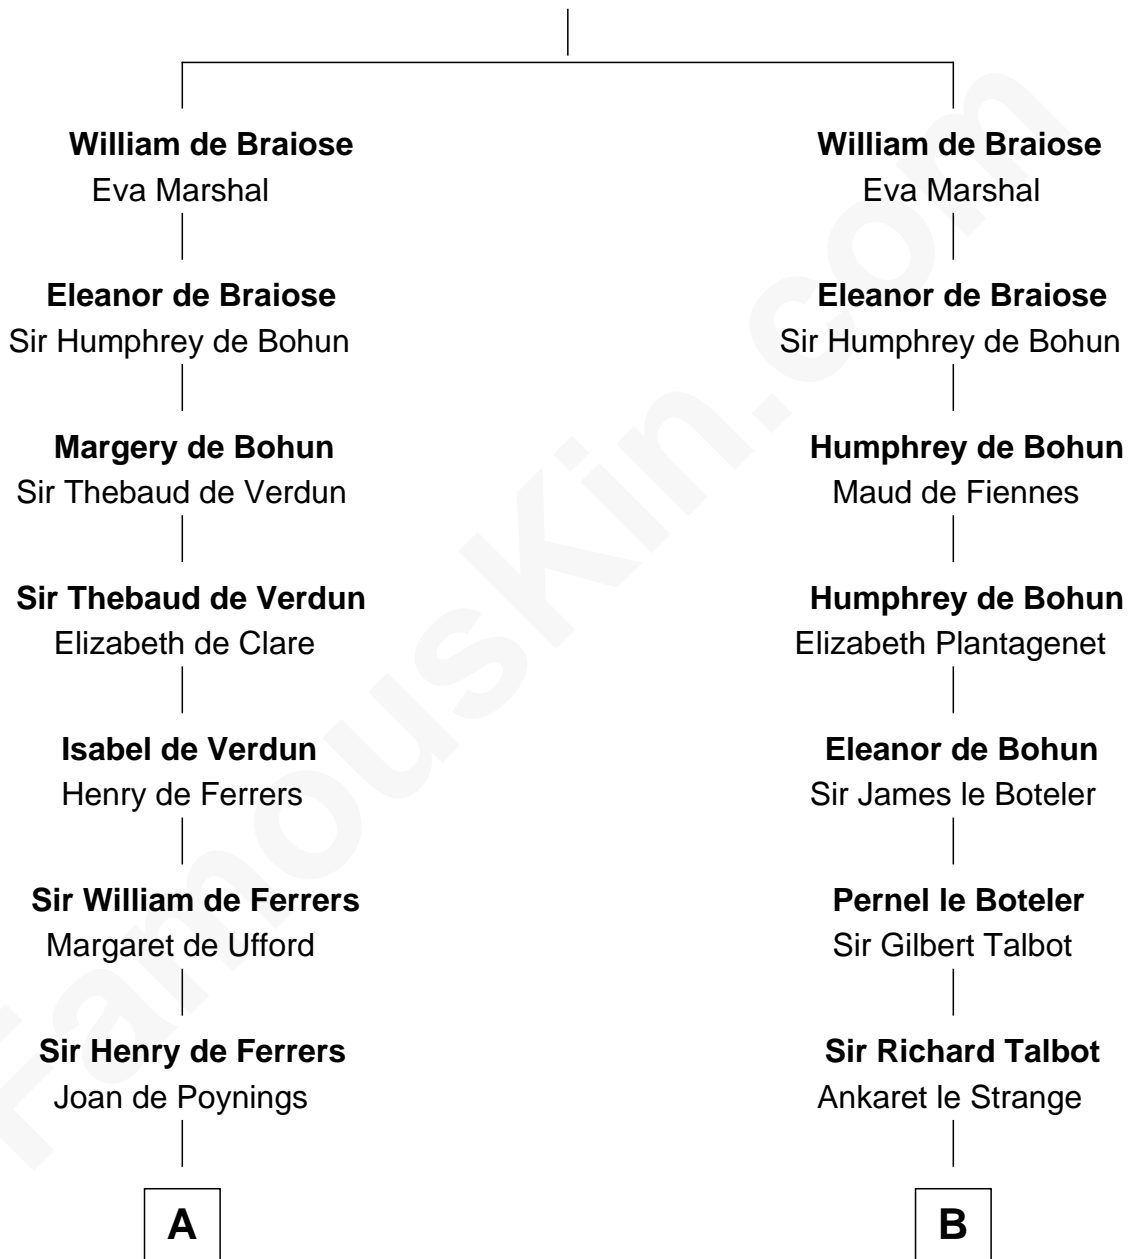 William de Braiose
Eva Marshal
Eleanor de Braiose
Sir Humphrey de Bohun
Margery de Bohun
Sir Thebaud de Verdun
Sir Thebaud de Verdun
Elizabeth de Clare
Isabel de Verdun
Henry de Ferrers
Sir William de Ferrers
Margaret de Ufford
Sir Henry de Ferrers
Joan de Poynings
A
William de Braiose
Eva Marshal
Eleanor de Braiose
Sir Humphrey de Bohun
Humphrey de Bohun
Maud de Fiennes
Humphrey de Bohun
Elizabeth Plantagenet
Eleanor de Bohun
Sir James le Boteler
Pernel le Boteler
Sir Gilbert Talbot
Sir Richard Talbot
Ankaret le Strange
B
FamousKin.com